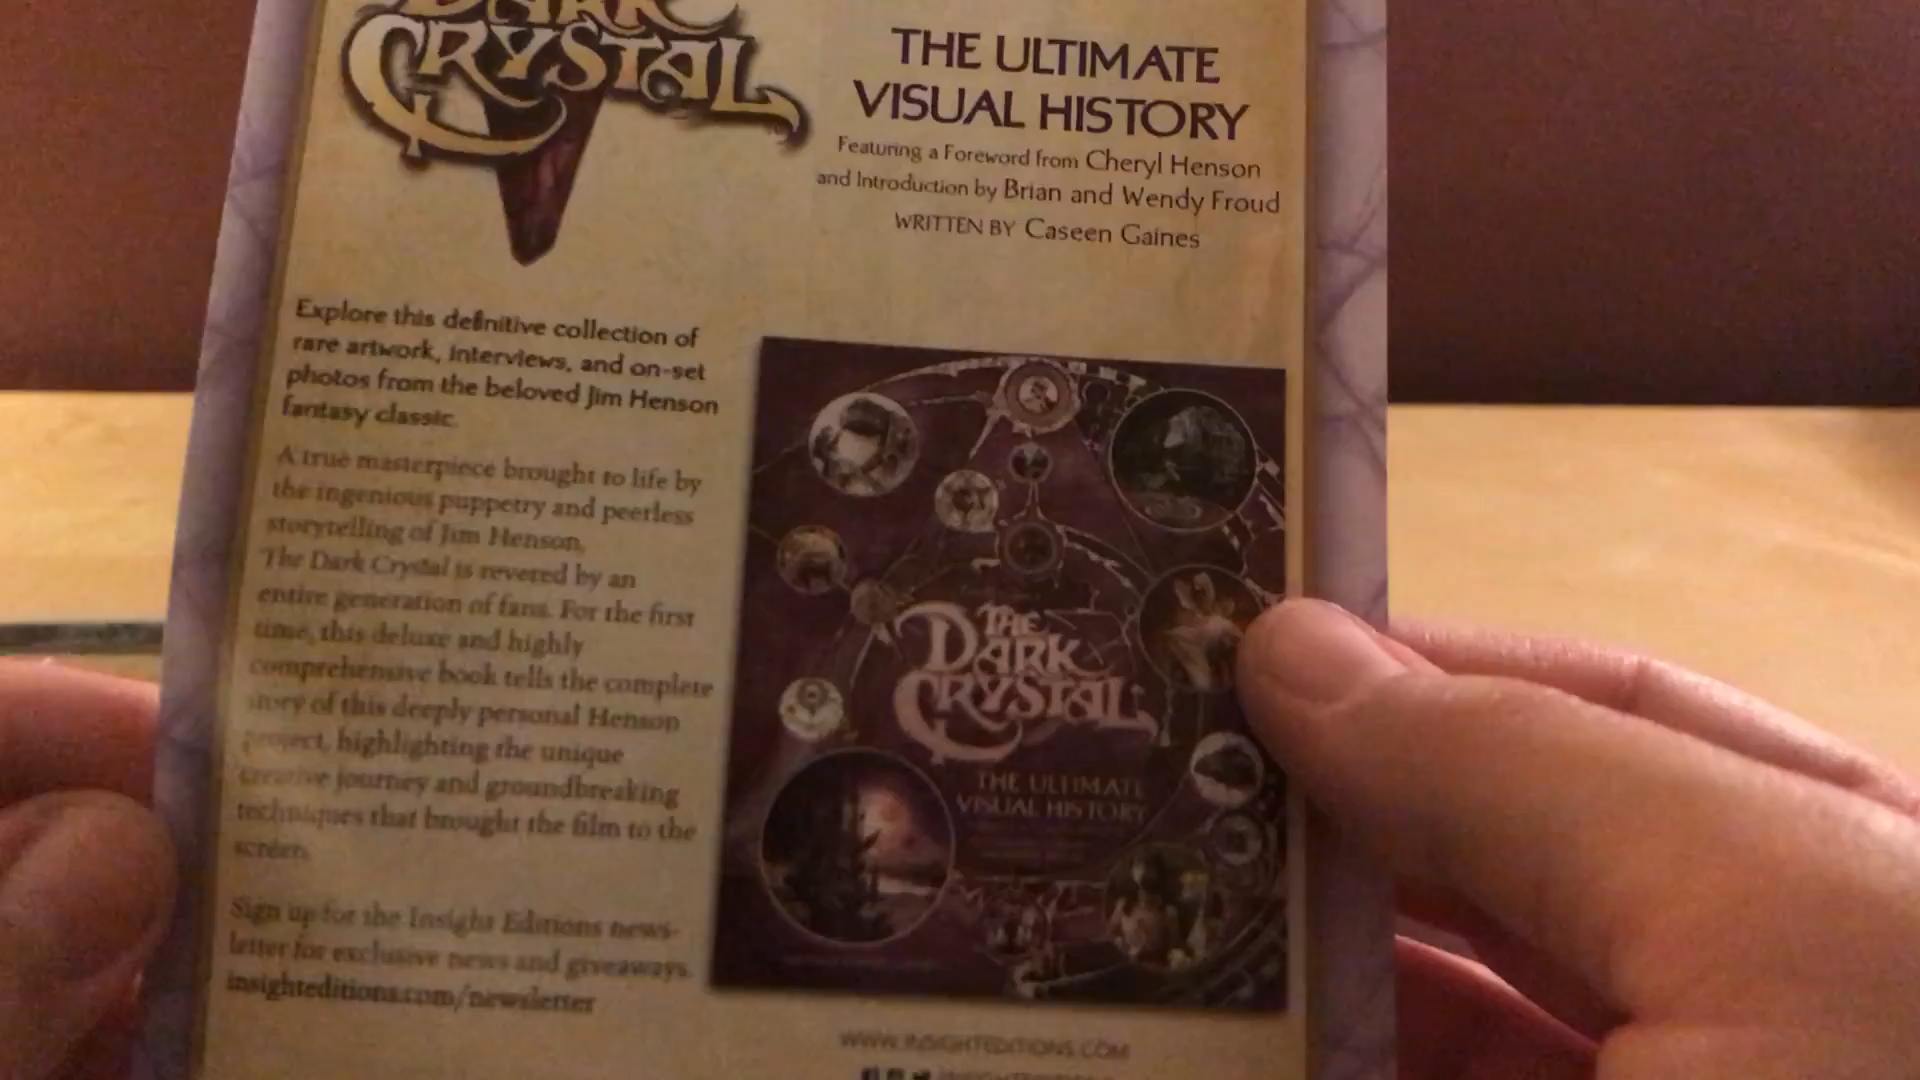 DARK
CRYSTAL
THE ULTIMATE
VISUAL HISTORY
Featuring a Foreword from Cheryl Henson
and Introduction by Brian and Wendy Froud
WRITTEN BY Caseen Gaines
Explore this definitive collection of
rare artwork, interviews, and on-set
photos from the beloved Jim Henson
fantasy classic.
A true masterpiece brought to life by
the ingenious puppetry and peerless
storytelling of Jim Henson,
The Dark Crystal is revered by an
entire generation of fans. For the first
time, this deluxe and highly
comprehensive book tells the complete
story of this deeply personal Henson
project, highlighting the unique
creative journey and groundbreaking
techniques that brought the film to the
screen.
Sign up for the Insight Editions news-
letter for exclusive news and giveaways.
insighteditions.com/newsletter
THE
DARK
CRYSTAL
THE ULTIMATE
VISUAL HISTORY
WWW.INSIGHTEDITIONS.COM